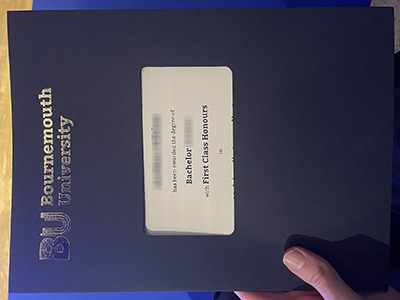 BU Bournemouth
University
has been awarded the degree of
Bachelor
with First Class Honours
in